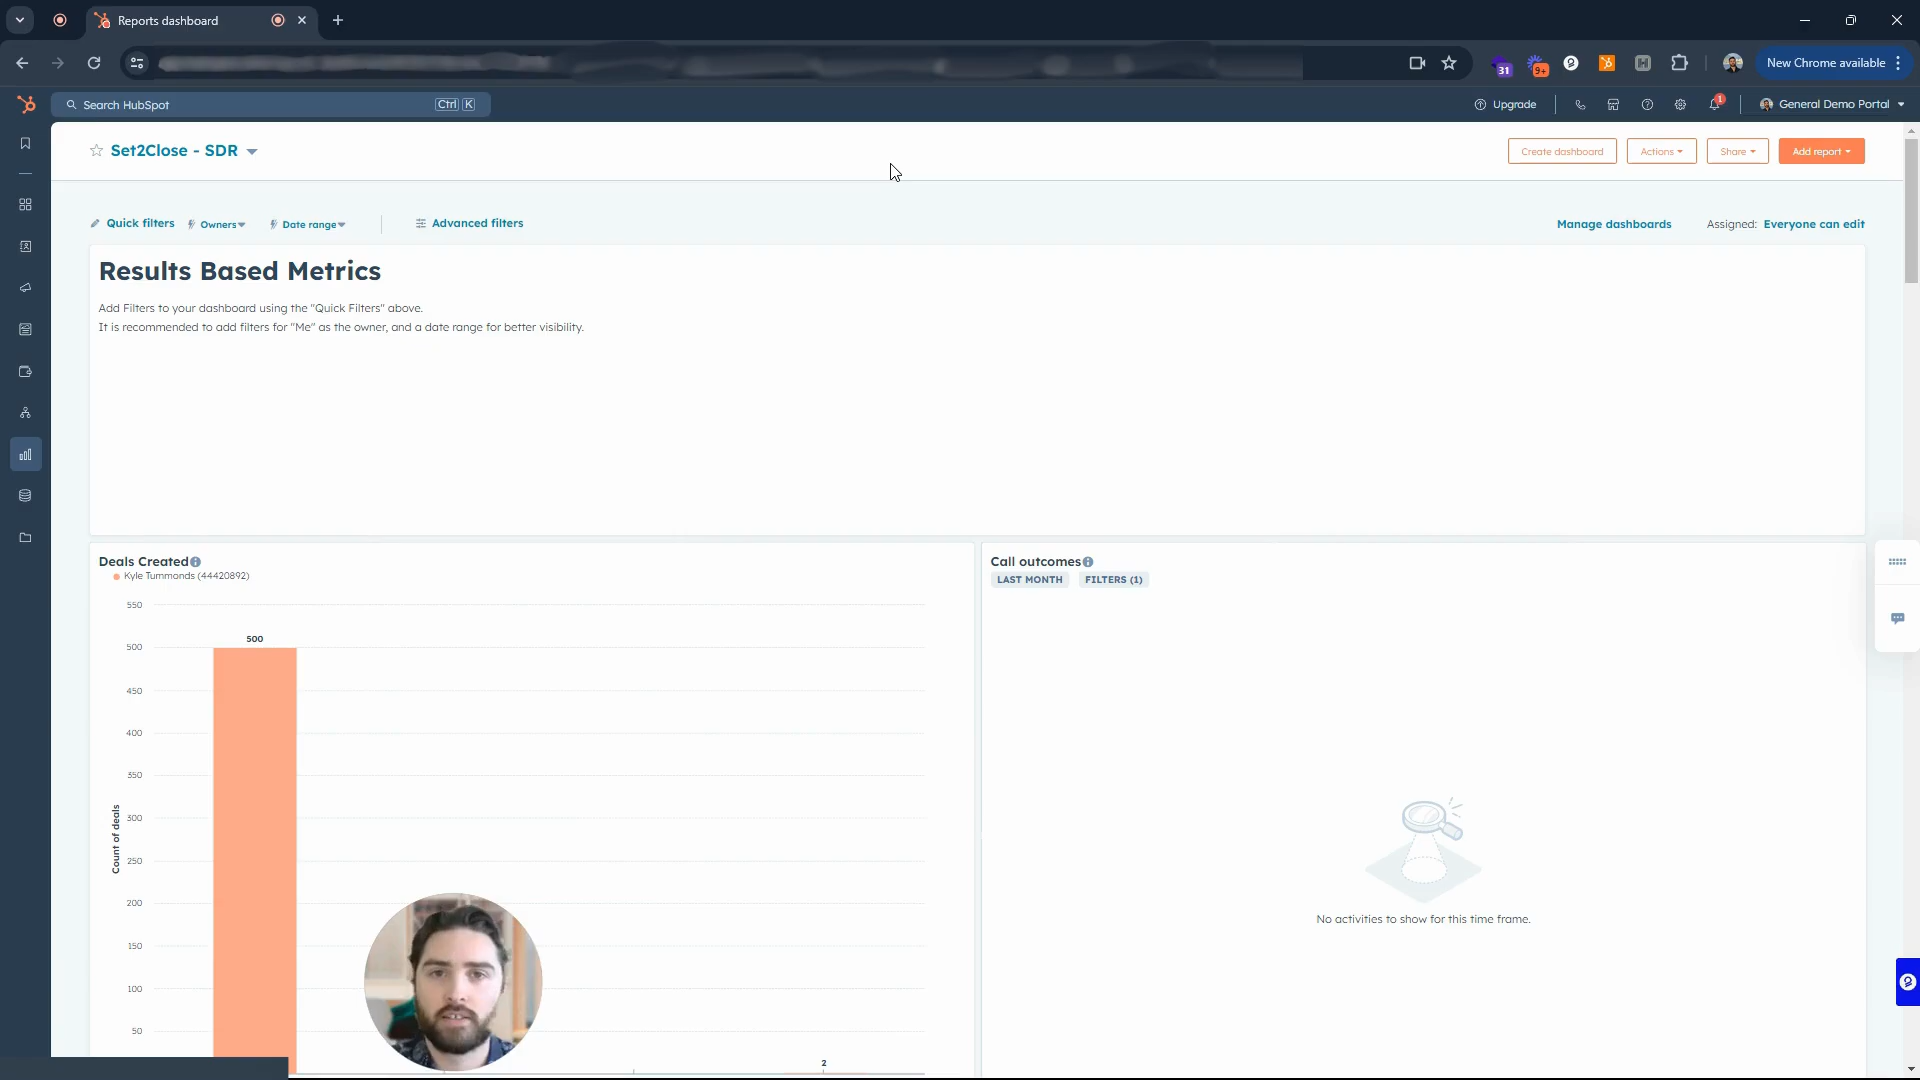 Reports dashboard
31
9+
New Chrome available
Search HubSpot
Ctrl K
Upgrade
1
General Demo Portal
Set2Close - SDR
Create dashboard
Actions
Share
Add report
Quick filters
Owners
Date range
Advanced filters
Manage dashboards
Assigned: Everyone can edit
Results Based Metrics
Add Filters to your dashboard using the "Quick Filters" above.
It is recommended to add filters for "Me" as the owner, and a date range for better visibility.
Deals Created
Kyle Tummonds (44420892)
550
500
500
450
400
350
300
250
200
150
100
50
2
Count of deals
Call outcomes
LAST MONTH
FILTERS (1)
No activities to show for this time frame.